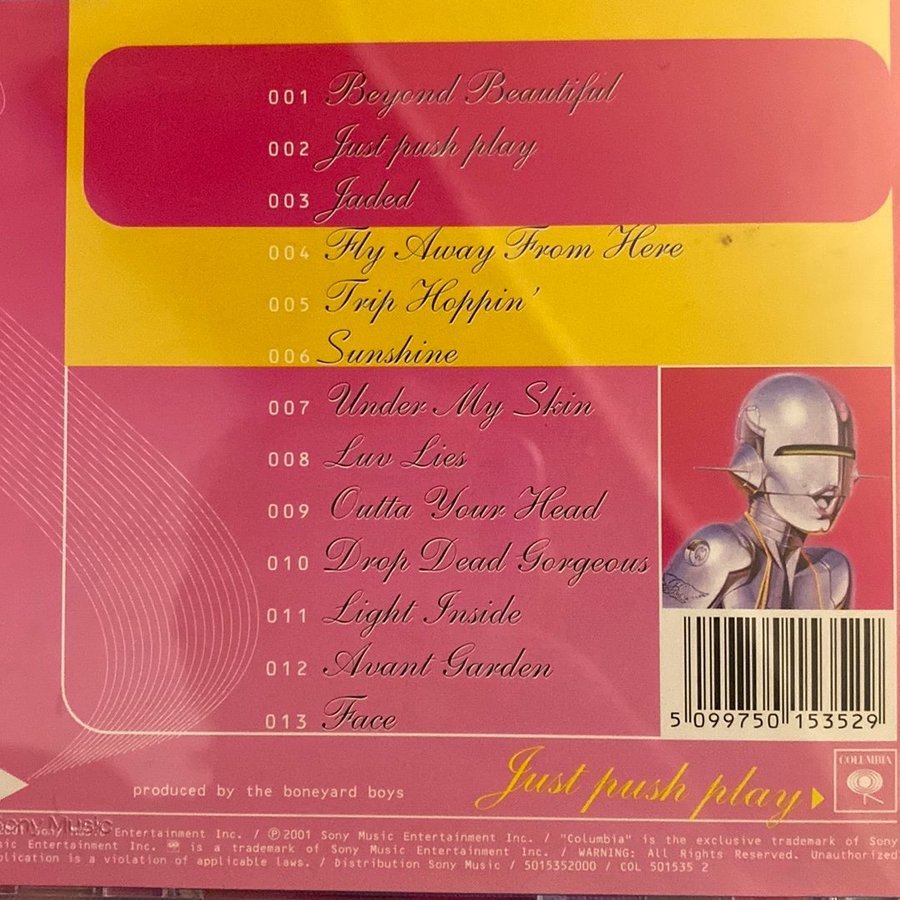 001 Beyond Beautiful
002 Just push play
003 Jaded
004 Fly Away From Here
005 Trip Hoppin'
006 Sunshine
007 Under My Skin
008 Luv Lies
009 Outta Your Head
010 Drop Dead Gorgeous
011 Light Inside
012 Avant Garden
013 Face
5 099750 153529
Just push play
COLUMBIA
produced by the boneyard boys
Sony Music
Entertainment Inc. / ℗ 2001 Sony Music Entertainment Inc. / "Columbia" is the exclusive trademark of Sony
Music Entertainment Inc. is a trademark of Sony Music Entertainment Inc. / WARNING: All Rights Reserved. Unauthorized
is a violation of applicable laws. / Distribution Sony Music / 5015352000 / COL 501535 2